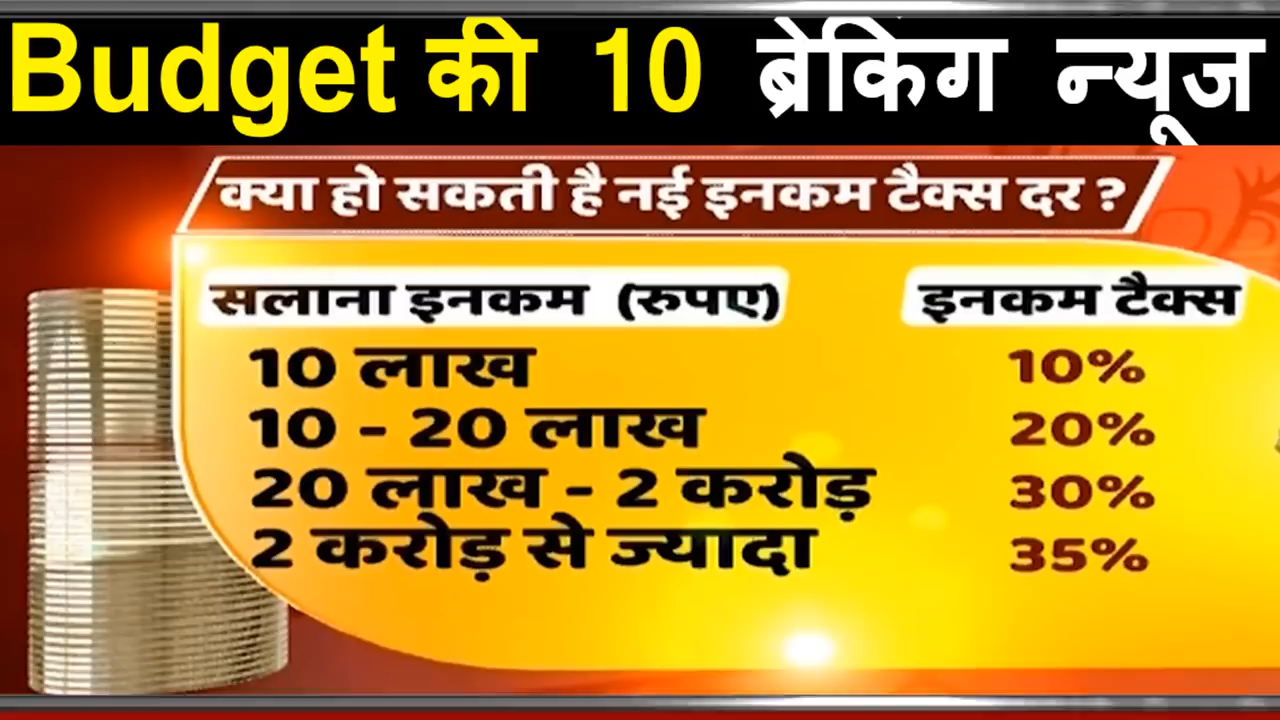 Budget की 10 ब्रेकिंग न्यूज
क्या हो सकती है नई इनकम टैक्स दर ?
सलाना इनकम (रुपए) इनकम टैक्स
10 लाख 10%
10 - 20 लाख 20%
20 लाख - 2 करोड़ 30%
2 करोड़ से ज्यादा 35%